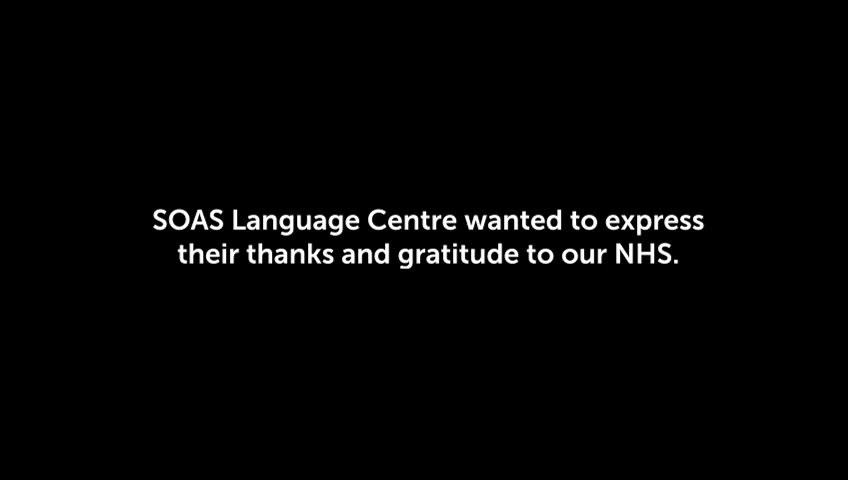 SOAS Language Centre wanted to express
their thanks and gratitude to our NHS.